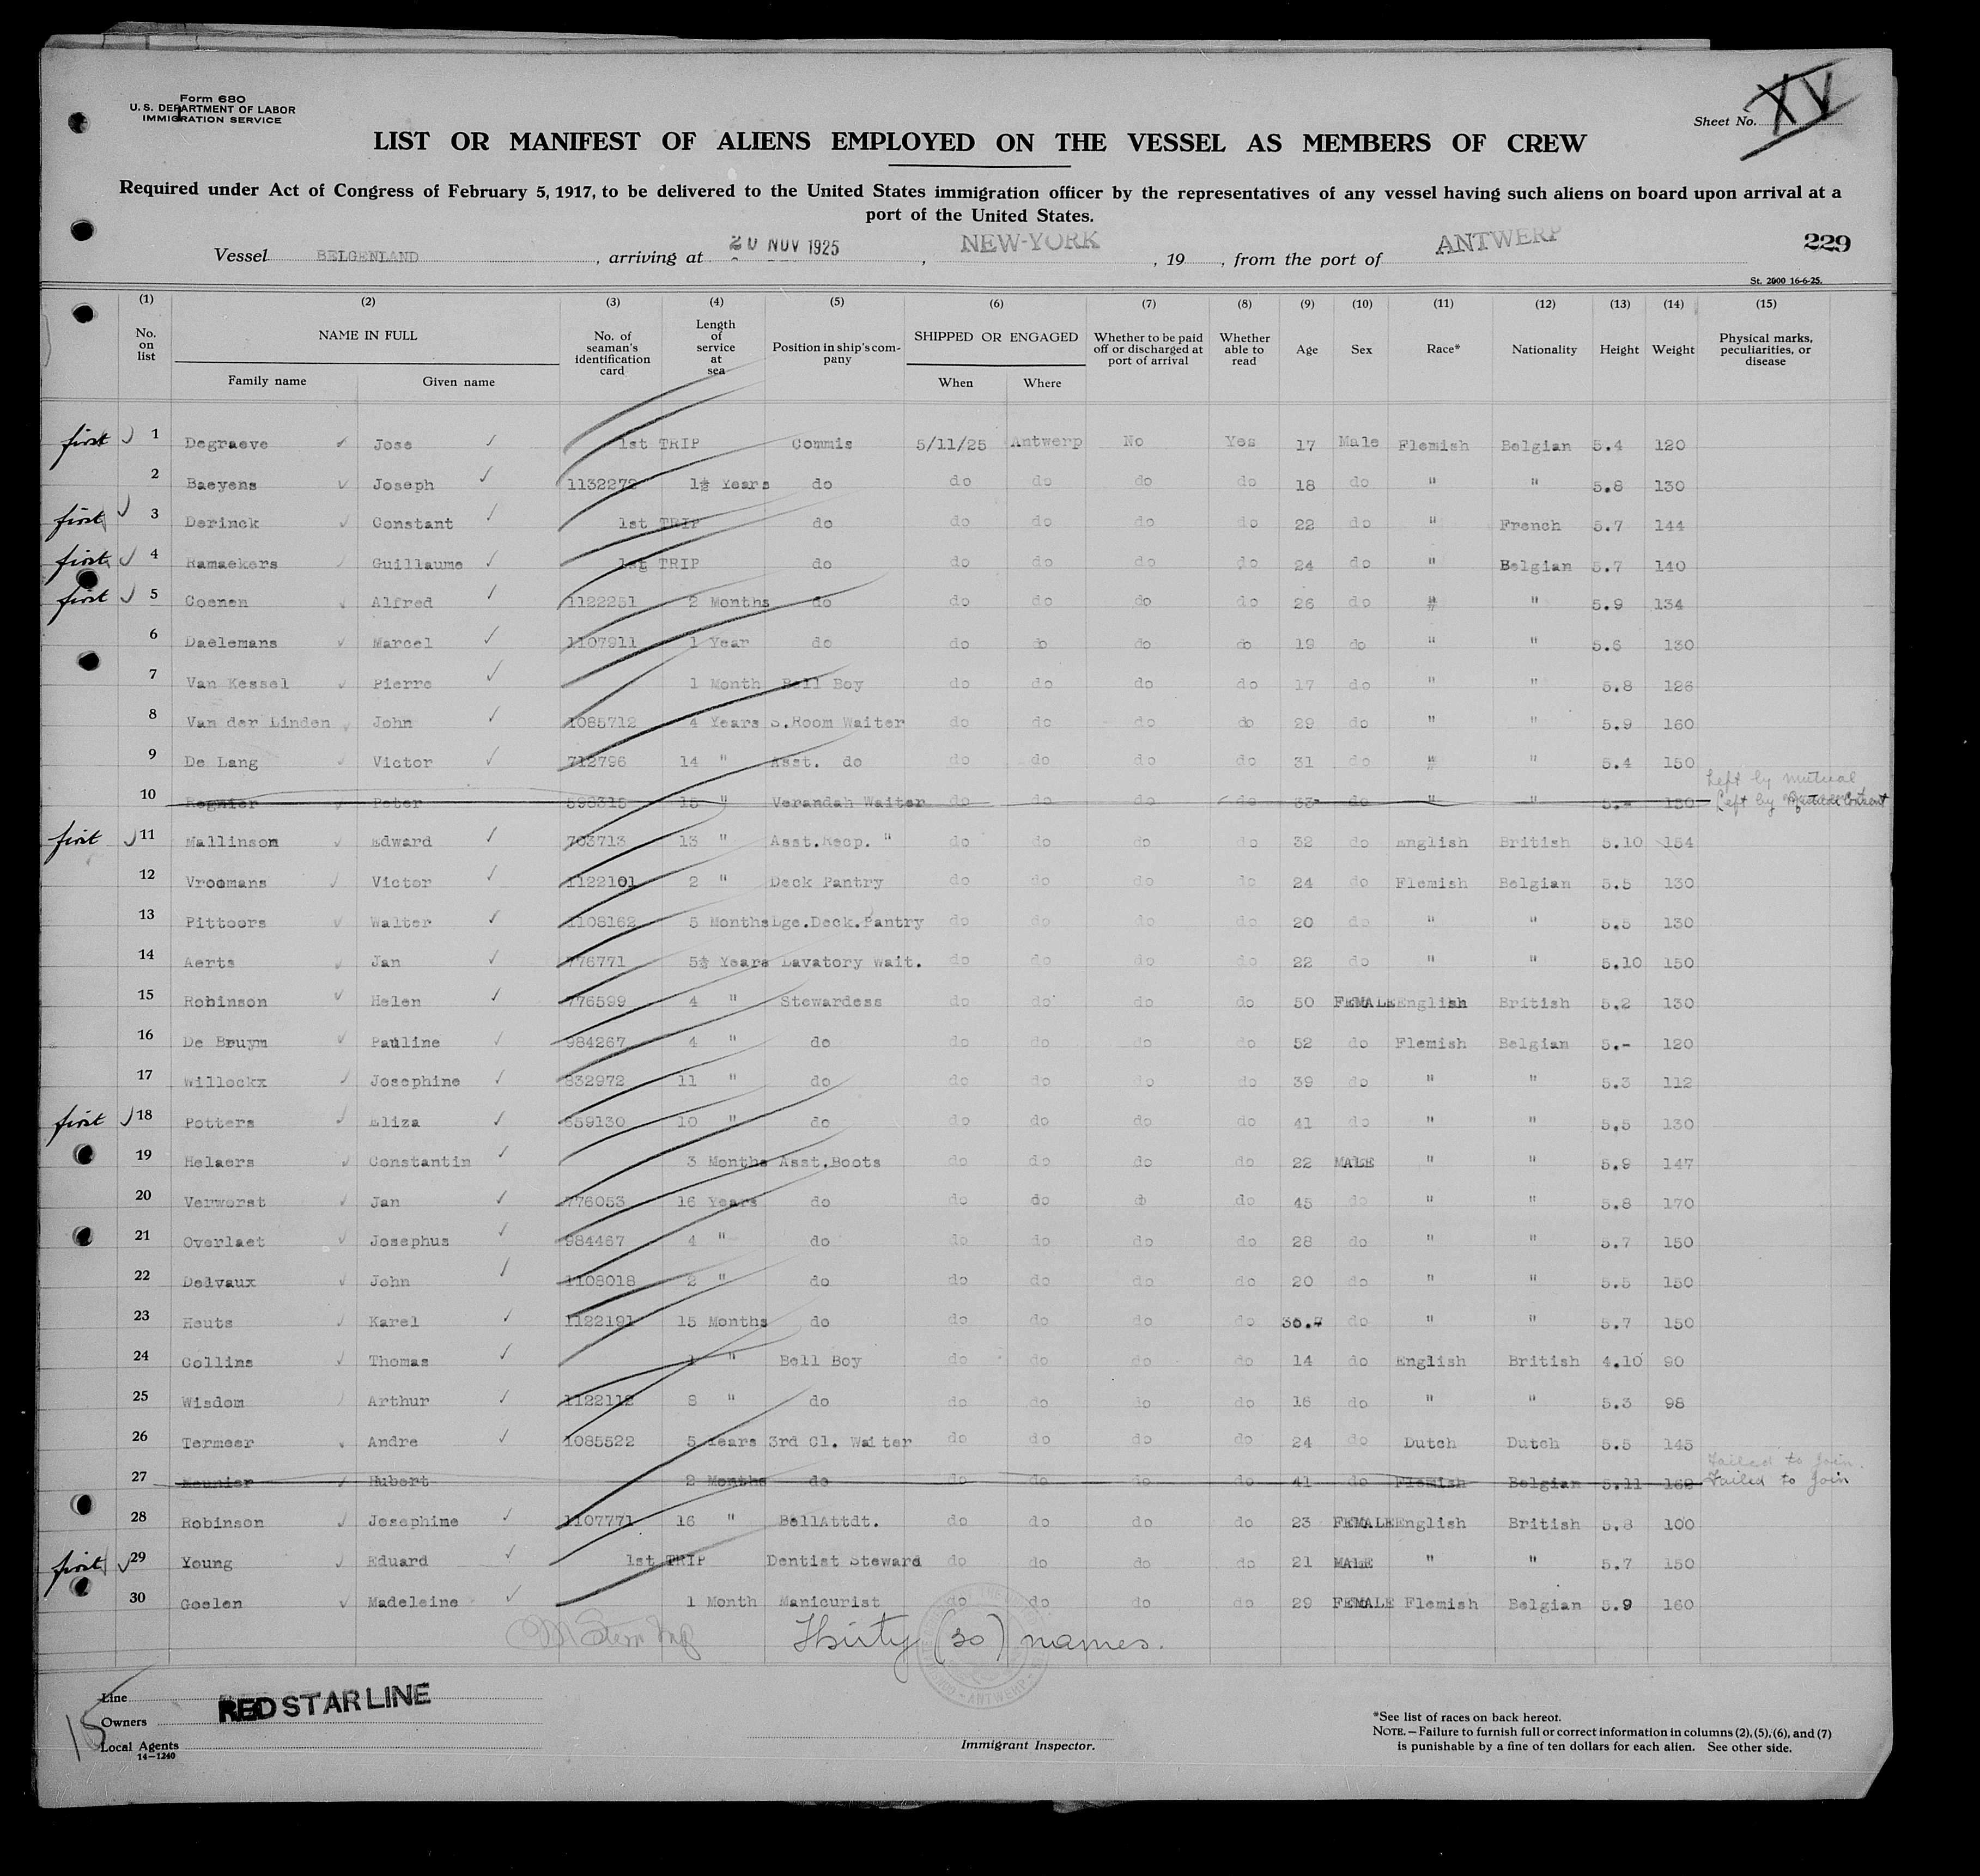 Form 680
U. S. DEPARTMENT OF LABOR
IMMIGRATION SERVICE
Sheet No. XV
LIST OR MANIFEST OF ALIENS EMPLOYED ON THE VESSEL AS MEMBERS OF CREW
Required under Act of Congress of February 5, 1917, to be delivered to the United States immigration officer by the representatives of any vessel having such aliens on board upon arrival at a
port of the United States.
Vessel BELGENLAND, arriving at 20 NOV 1925, NEW-YORK, 19, from the port of ANTWERP 229
St. 2000 16-6-25.
(1) (2) (3) (4) (5) (6) (7) (8) (9) (10) (11) (12) (13) (14) (15)
No. on list NAME IN FULL No. of seaman's identification card Length of service at sea Position in ship's company SHIPPED OR ENGAGED Whether to be paid off or discharged at port of arrival Whether able to read Age Sex Race* Nationality Height Weight Physical marks, peculiarities, or disease
Family name Given name When Where
first 1 Degraeve Jose 1st TRIP Commis 5/11/25 Antwerp No Yes 17 Male Flemish Belgian 5.4 120
2 Baeyens Joseph 1132272 1½ Years do do do do do 18 do " " 5.8 130
first 3 Derinck Constant 1st TRIP do do do do do 22 do " French 5.7 144
first 4 Ramaekers Guillaume 1st TRIP do do do do do 24 do " Belgian 5.7 140
first 5 Coenen Alfred 1122251 2 Months do do do do do 26 do " " 5.9 134
6 Daelemans Marcel 1107911 1 Year do do do do do 19 do " " 5.6 130
7 Van Kessel Pierre 1 Month Bell Boy do do do do 17 do " " 5.8 126
8 Van der Linden John 1085712 4 Years S.Room Waiter do do do do 29 do " " 5.9 160
9 De Lang Victor 712796 14 " Asst. do do do do do 31 do " " 5.4 150
Left by mutual
10 Regnier Peter 598315 15 " Verandah Waiter do do do do 33 do " " 5.- 130 Left by Consent
first 11 Mallinson Edward 703713 13 " Asst.Recp. " do do do do 32 do English British 5.10 154
12 Vroomans Victor 1122101 2 " Deck Pantry do do do do 24 do Flemish Belgian 5.5 130
13 Pittoors Walter 1108162 5 Months Lge.Deck.Pantry do do do do 20 do " " 5.5 130
14 Aerts Jan 776771 5½ Years Lavatory Wait. do do do do 22 do " " 5.10 150
15 Robinson Helen 776599 4 " Stewardess do do do do 50 FEMALE English British 5.2 130
16 De Bruym Pauline 984267 4 " do do do do do 52 do Flemish Belgian 5.- 120
17 Willockx Josephine 832972 11 " do do do do do 39 do " " 5.3 112
first 18 Potters Eliza 659130 10 " do do do do do 41 do " " 5.5 130
19 Helaers Constantin 3 Months Asst.Boots do do do do 22 MALE " " 5.9 147
20 Verworst Jan 776053 16 Years do do do do do 45 do " " 5.8 170
21 Overlaet Josephus 984467 4 " do do do do do 28 do " " 5.7 150
22 Delvaux John 1108018 2 " do do do do do 20 do " " 5.5 150
23 Heuts Karel 1122191 15 Months do do do do do do " " 5.7 150
24 Collins Thomas 1 " Bell Boy do do do do 14 do English British 4.10 90
25 Wisdom Arthur 1122112 8 " do do do do do 16 do " " 5.3 98
26 Termeer Andre 1085522 5 Years 3rd Cl. Waiter do do do do 24 do Dutch Dutch 5.5 145
Failed to join.
27 Meunier Hubert 2 Months do do do do do 41 do Flemish Belgian 5.11 162 Failed to Join
28 Robinson Josephine 1107771 16 " BellAttdt. do do do do 23 FEMALE English British 5.8 100
first 29 Young Eduard 1st TRIP Dentist Steward do do do do 21 MALE " " 5.7 150
30 Goelen Madeleine 1 Month Manicurist do do do do 29 FEMALE Flemish Belgian 5.9 160
Thirty (30) names.
Line RED STAR LINE
Owners
15 Local Agents
14—1240
Immigrant Inspector.
*See list of races on back hereof.
NOTE.—Failure to furnish full or correct information in columns (2), (5), (6), and (7)
is punishable by a fine of ten dollars for each alien. See other side.